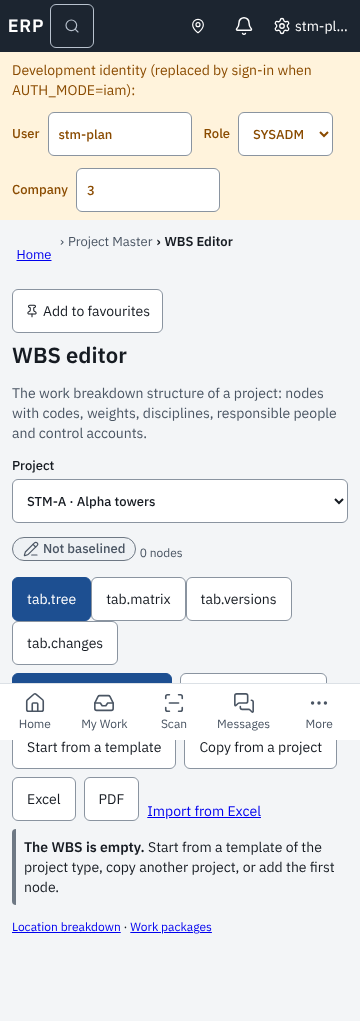 ERP
stm-pl...
Development identity (replaced by sign-in when
AUTH_MODE=iam):
User
stm-plan
Role
SYSADM
Company
3
Home › Project Master › WBS Editor
Add to favourites
WBS editor
The work breakdown structure of a project: nodes
with codes, weights, disciplines, responsible people
and control accounts.
Project
STM-A · Alpha towers
Not baselined
0 nodes
tab.tree
tab.matrix
tab.versions
tab.changes
Home
My Work
Scan
Messages
More
Start from a template
Copy from a project
Excel
PDF
Import from Excel
The WBS is empty. Start from a template of the
project type, copy another project, or add the first
node.
Location breakdown · Work packages